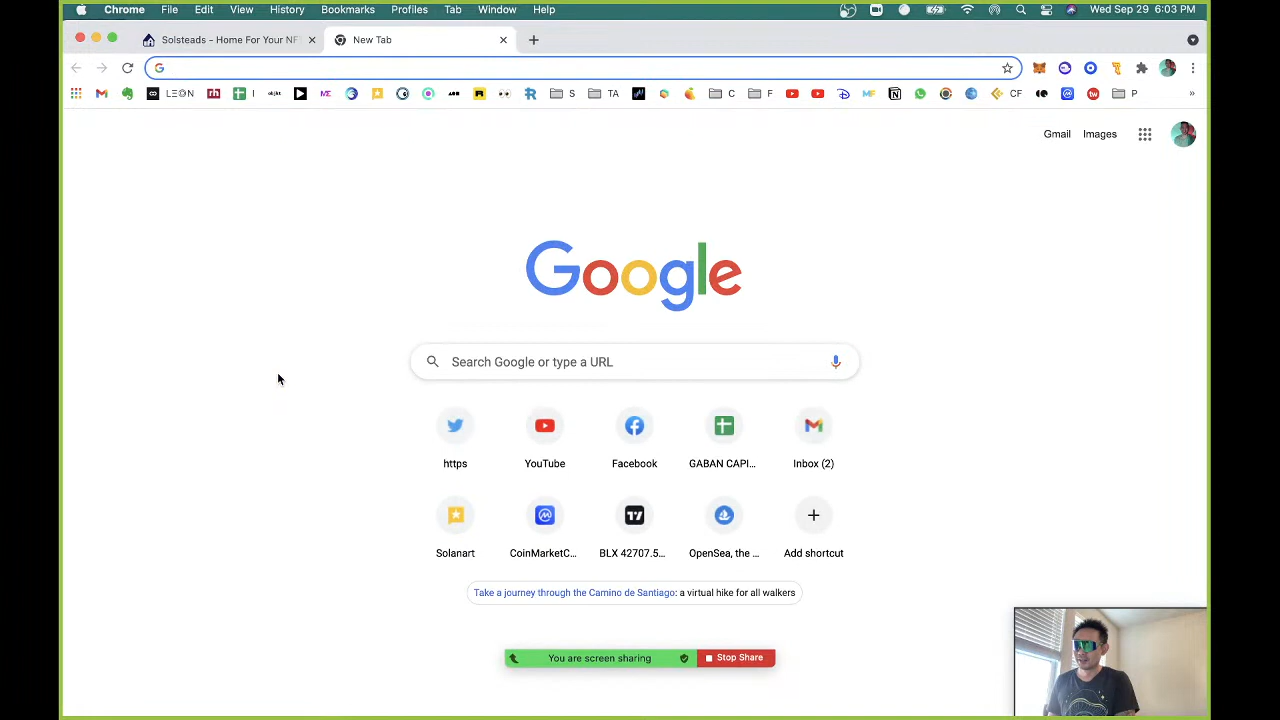 Chrome File Edit View History Bookmarks Profiles Tab Window Help Wed Sep 29 6:03 PM
Solsteads - Home For Your NFT New Tab
LEON I objkt S TA C F CF P »
Gmail Images
Google
Search Google or type a URL
https YouTube Facebook GABAN CAPI... Inbox (2)
Solanart CoinMarketC... BLX 42707.5... OpenSea, the ... Add shortcut
Take a journey through the Camino de Santiago: a virtual hike for all walkers
You are screen sharing Stop Share